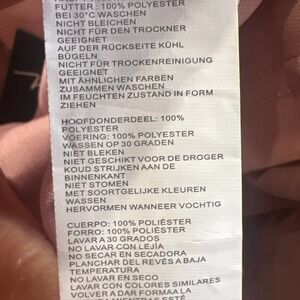 FUTTER : 100% POLYESTER
BEI 30°C WASCHEN
NICHT BLEICHEN
NICHT FÜR DEN TROCKNER
GEEIGNET
AUF DER RÜCKSEITE KÜHL
BÜGELN
NICHT FÜR TROCKENREINIGUNG
GEEIGNET
MIT ÄHNLICHEN FARBEN
ZUSAMMEN WASCHEN
IM FEUCHTEN ZUSTAND IN FORM
ZIEHEN
HOOFDONDERDEEL: 100%
POLYESTER
VOERING: 100% POLYESTER
WASSEN OP 30 GRADEN
NIET BLEKEN
NIET GESCHIKT VOOR DE DROGER
KOUD STRIJKEN AAN DE
BINNENKANT
NIET STOMEN
MET SOORTGELIJKE KLEUREN
WASSEN
HERVORMEN WANNEER VOCHTIG
CUERPO: 100% POLIÉSTER
FORRO: 100% POLIÉSTER
LAVAR A 30 GRADOS
NO LAVAR CON LEJÍA
NO SECAR EN SECADORA
PLANCHAR DEL REVÉS A BAJA
TEMPERATURA
NO LAVAR EN SECO
LAVAR CON COLORES SIMILARES
VOLVER A DAR FORMAA LA